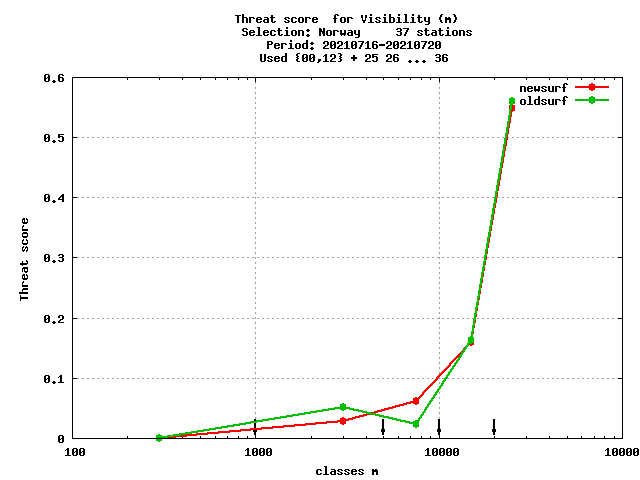 Threat score for Visibility (m)
Selection: Norway 37 stations
Period: 20210716-20210720
Used {00,12} + 25 26 ... 36
0.6
newsurf
oldsurf
0.5
0.4
0.3
0.2
0.1
0
Threat score
100 1000 10000 10000
classes m